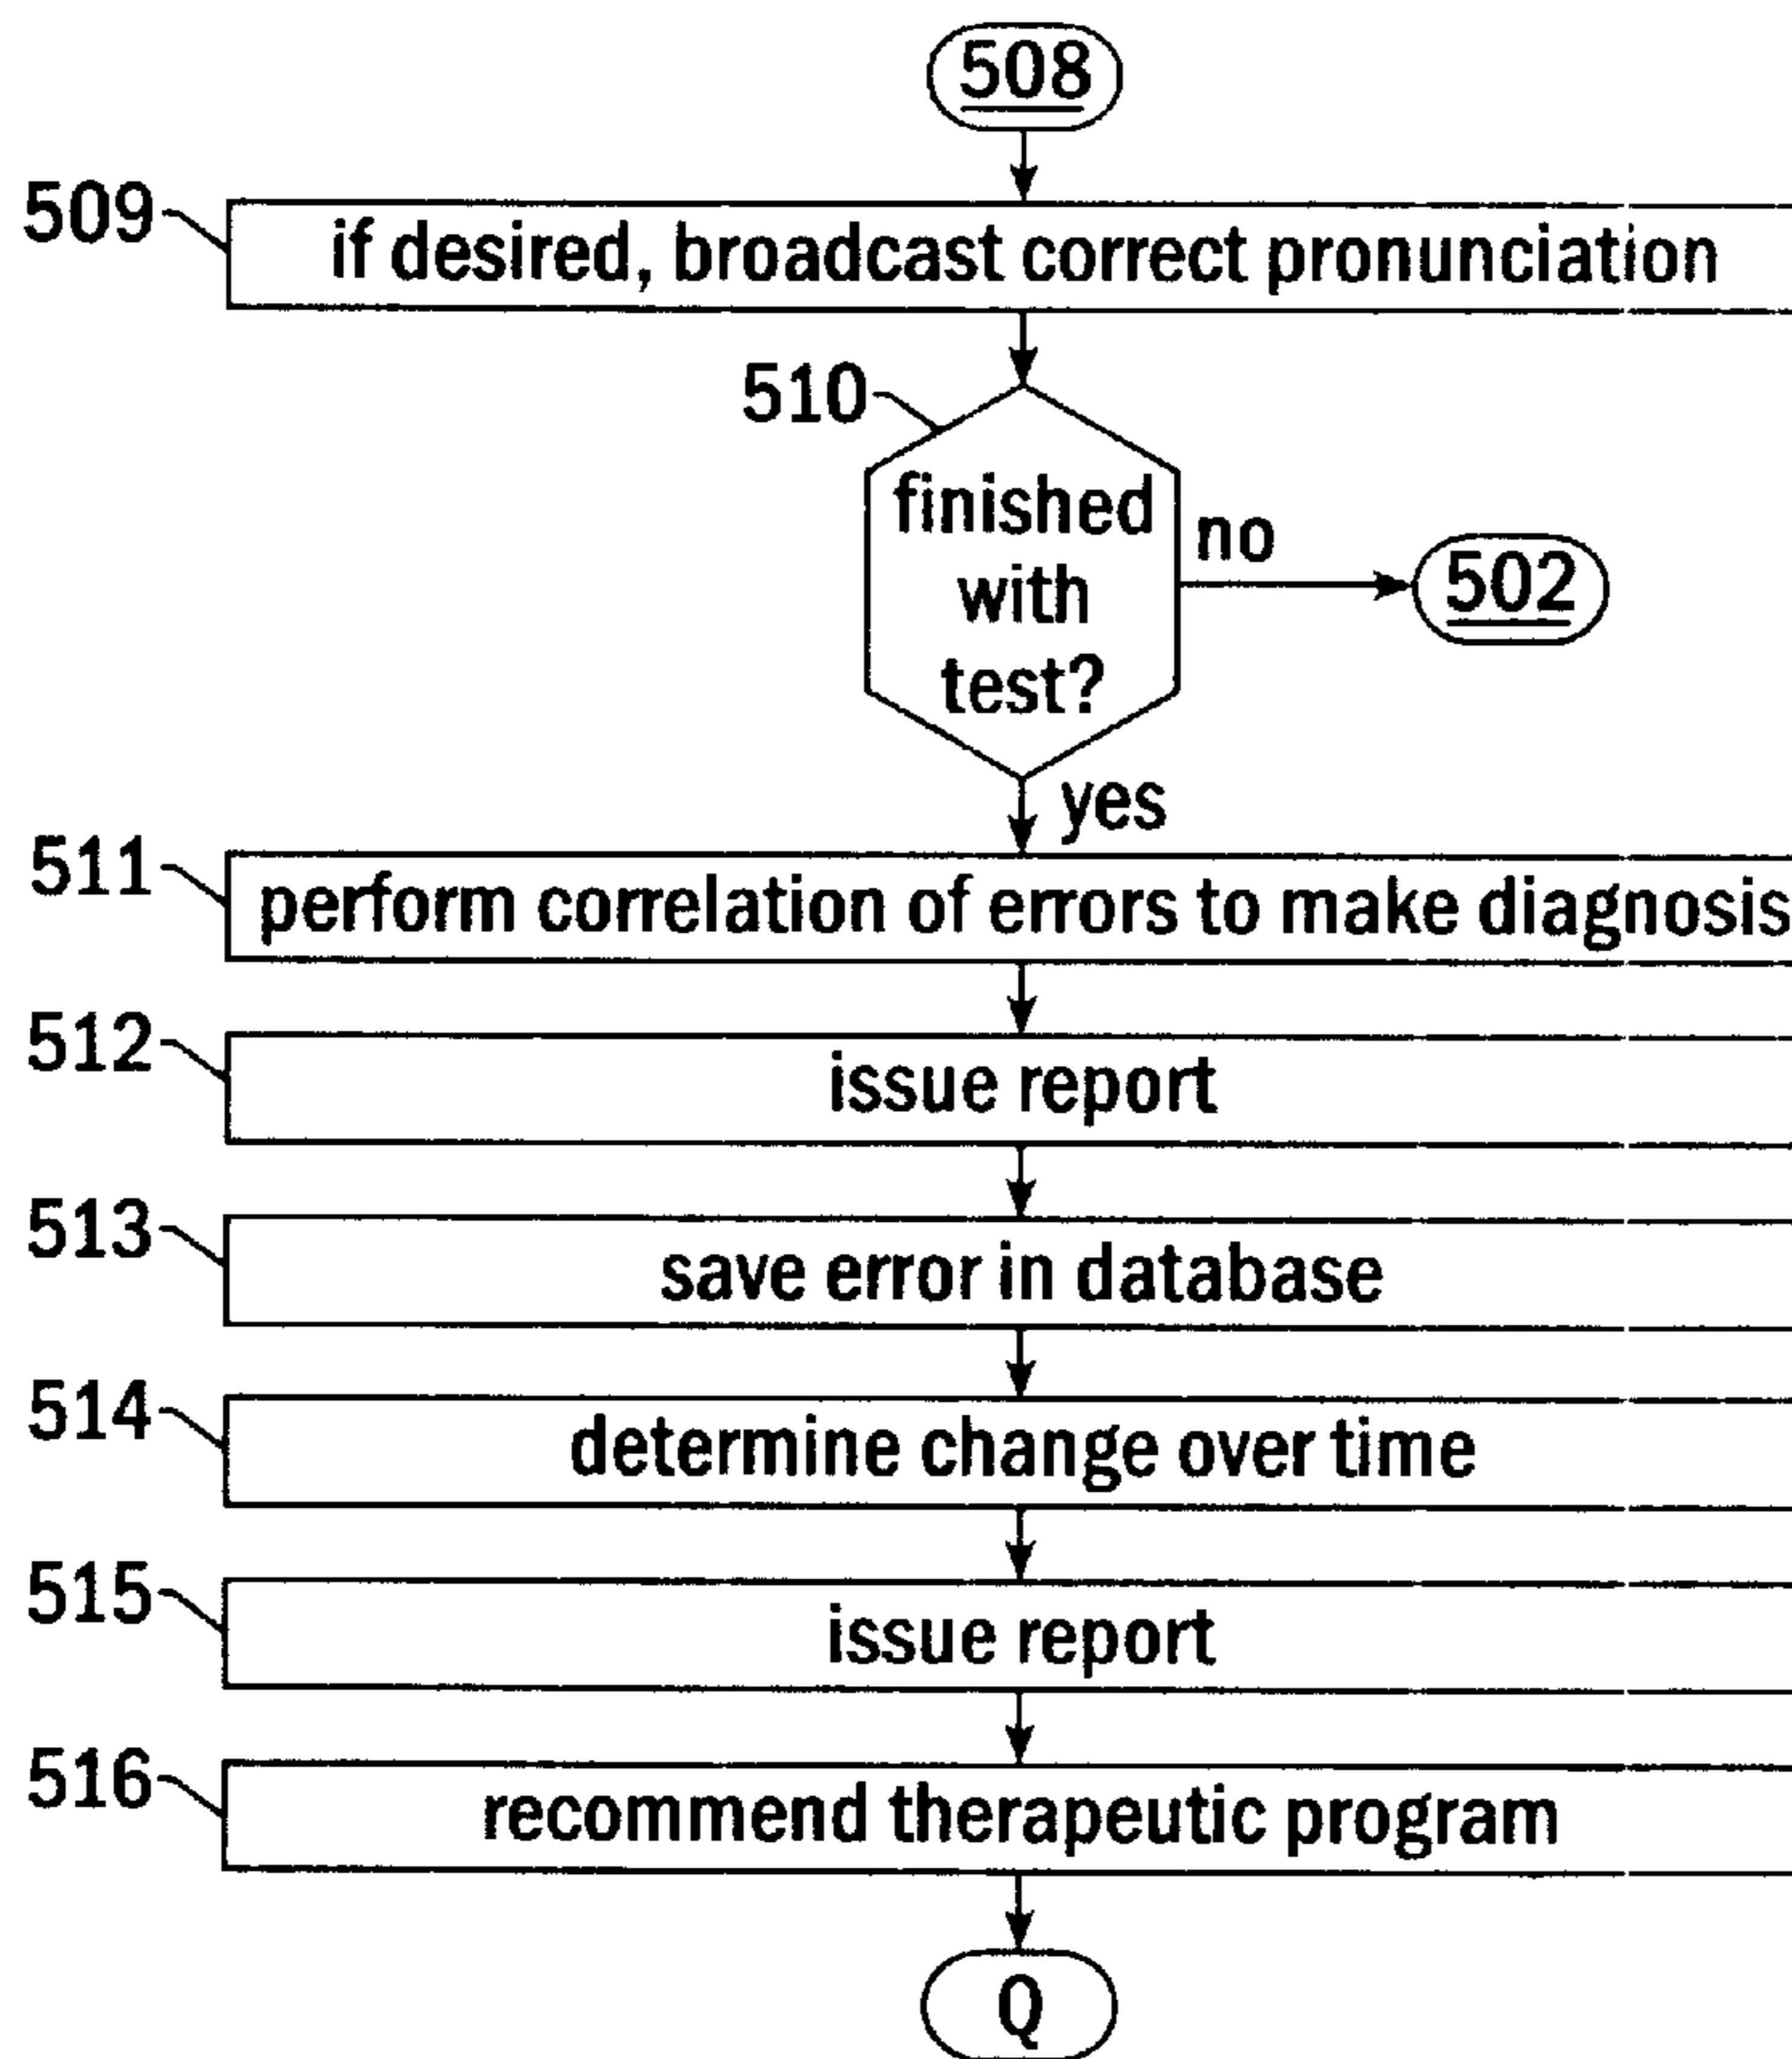 508
509
if desired, broadcast correct pronunciation
510
finished
with
test?
no
502
yes
511
perform correlation of errors to make diagnosis
512
issue report
513
save error in database
514
determine change over time
515
issue report
516
recommend therapeutic program
Q